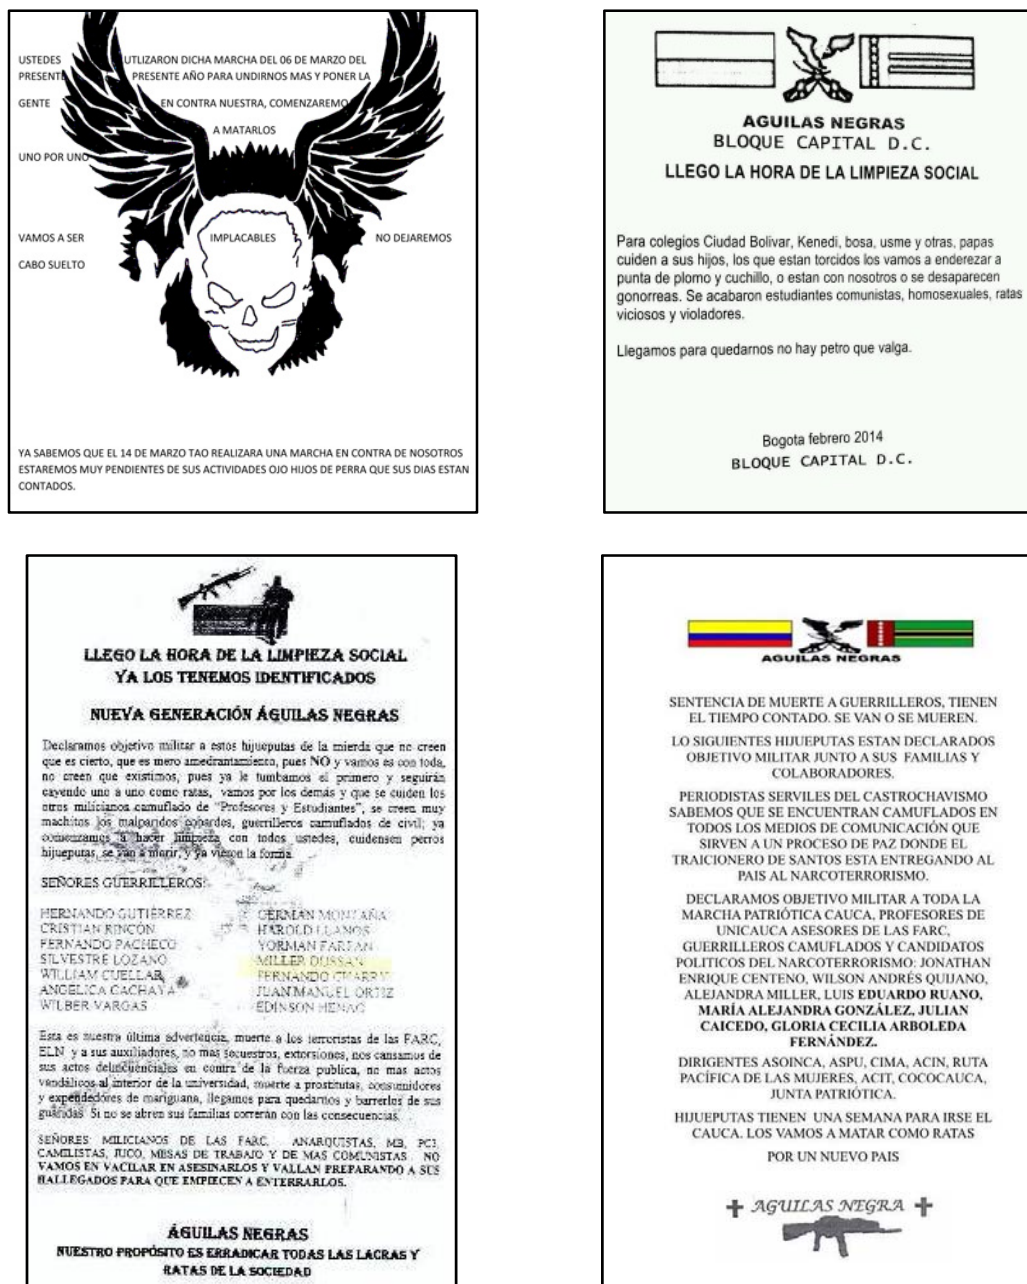 USTEDES UTLIZARON DICHA MARCHA DEL 06 DE MARZO DEL
PRESENTE PRESENTE AÑO PARA UNDIRNOS MAS Y PONER LA
GENTE EN CONTRA NUESTRA, COMENZAREMO
A MATARLOS
UNO POR UNO
VAMOS A SER IMPLACABLES NO DEJAREMOS
CABO SUELTO
YA SABEMOS QUE EL 14 DE MARZO TAO REALIZARA UNA MARCHA EN CONTRA DE NOSOTROS
ESTAREMOS MUY PENDIENTES DE SUS ACTIVIDADES OJO HIJOS DE PERRA QUE SUS DIAS ESTAN
CONTADOS.
AGUILAS NEGRAS
BLOQUE CAPITAL D.C.
LLEGO LA HORA DE LA LIMPIEZA SOCIAL
Para colegios Ciudad Bolivar, Kenedi, bosa, usme y otras, papas
cuiden a sus hijos, los que estan torcidos los vamos a enderezar a
punta de plomo y cuchillo, o estan con nosotros o se desaparecen
gonorreas. Se acabaron estudiantes comunistas, homosexuales, ratas
viciosos y violadores.
Llegamos para quedarnos no hay petro que valga.
Bogota febrero 2014
BLOQUE CAPITAL D.C.
LLEGO LA HORA DE LA LIMPIEZA SOCIAL
YA LOS TENEMOS IDENTIFICADOS
NUEVA GENERACIÓN ÁGUILAS NEGRAS
Declaramos objetivo militar a estos hijueputas de la mierda que no creen
que es cierto, que es mero amedrantamiento, pues NO y vamos es con toda,
no creen que existimos, pues ya le tumbamos el primero y seguirán
cayendo uno a uno como ratas, vamos por los demás y que se cuiden los
otros milicianos camuflado de "Profesores y Estudiantes", se creen muy
machitos los malparidos cobardes, guerrilleros camuflados de civil; ya
comenzamos a hacer limpieza con todos ustedes, cuidensen perros
hijueputas, se van a morir, y ya vieron la forma
SEÑORES GUERRILLEROS:
HERNANDO GUTIÉRREZ GERMAN MONTAÑA
CRISTIAN RINCÓN HAROLD LLANOS
FERNANDO PACHECO YORMAN FARFAN
SILVESTRE LOZANO MILLER DUSSAN
WILLIAM CUELLAR FERNANDO CHARRY
ANGÉLICA CACHAYA JUAN MANUEL ORTIZ
WILBER VARGAS EDINSON HENAO
Esta es nuestra última advertencia, muerte a los terroristas de las FARC,
ELN y a sus auxiliadores, no mas secuestros, extorsiones, nos cansamos de
sus actos delincuenciales en contra de la fuerza publica, no mas actos
vandálicos al interior de la universidad, muerte a prostitutas, consumidores
y expendedores de mariguana, llegamos para quedarnos y barrerlos de sus
guaridas. Si no se abren sus familias correrán con las consecuencias.
SEÑORES MILICIANOS DE LAS FARC, ANARQUISTAS, MB, PC3,
CAMILISTAS, JUCO, MESAS DE TRABAJO Y DE MAS COMUNISTAS NO
VAMOS EN VACILAR EN ASESINARLOS Y VALLAN PREPARANDO A SUS
HALLEGADOS PARA QUE EMPIECEN A ENTERRARLOS.
ÁGUILAS NEGRAS
NUESTRO PROPÓSITO ES ERRADICAR TODAS LAS LACRAS Y
RATAS DE LA SOCIEDAD
AGUILAS NEGRAS
SENTENCIA DE MUERTE A GUERRILLEROS, TIENEN
EL TIEMPO CONTADO. SE VAN O SE MUEREN.
LO SIGUIENTES HIJUEPUTAS ESTAN DECLARADOS
OBJETIVO MILITAR JUNTO A SUS FAMILIAS Y
COLABORADORES.
PERIODISTAS SERVILES DEL CASTROCHAVISMO
SABEMOS QUE SE ENCUENTRAN CAMUFLADOS EN
TODOS LOS MEDIOS DE COMUNICACIÓN QUE
SIRVEN A UN PROCESO DE PAZ DONDE EL
TRAICIONERO DE SANTOS ESTA ENTREGANDO AL
PAIS AL NARCOTERRORISMO.
DECLARAMOS OBJETIVO MILITAR A TODA LA
MARCHA PATRIÓTICA CAUCA, PROFESORES DE
UNICAUCA ASESORES DE LAS FARC,
GUERRILLEROS CAMUFLADOS Y CANDIDATOS
POLITICOS DEL NARCOTERRORISMO: JONATHAN
ENRIQUE CENTENO, WILSON ANDRÉS QUIJANO,
ALEJANDRA MILLER, LUIS EDUARDO RUANO,
MARÍA ALEJANDRA GONZÁLEZ, JULIAN
CAICEDO, GLORIA CECILIA ARBOLEDA
FERNÁNDEZ.
DIRIGENTES ASOINCA, ASPU, CIMA, ACIN, RUTA
PACÍFICA DE LAS MUJERES, ACIT, COCOCAUCA,
JUNTA PATRIÓTICA.
HIJUEPUTAS TIENEN UNA SEMANA PARA IRSE EL
CAUCA. LOS VAMOS A MATAR COMO RATAS
POR UN NUEVO PAIS
AGUILAS NEGRA